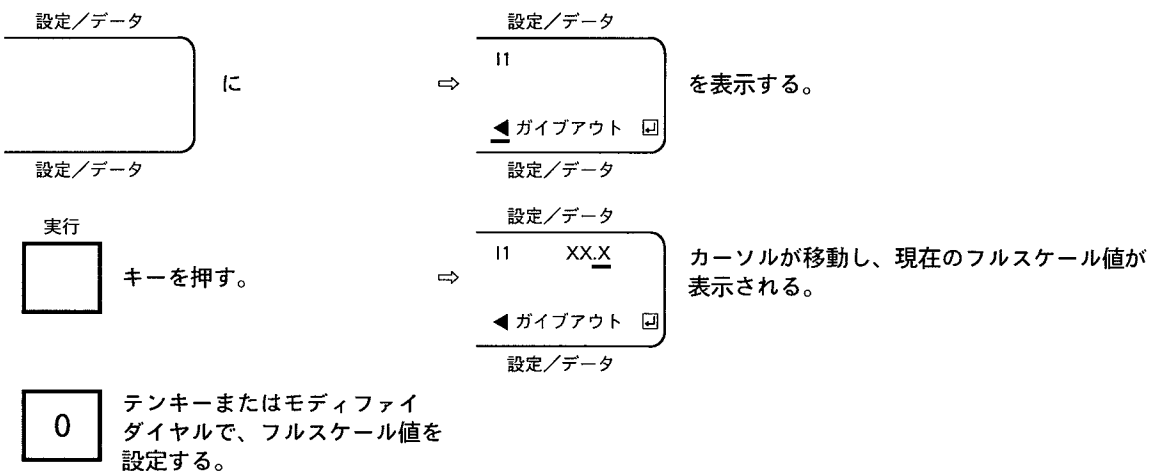 設定／データ
に
設定／データ
⇨
設定／データ
I1
◀ ガイブアウト ↵
設定／データ
を表示する。
実行
キーを押す。
⇨
設定／データ
I1 XX.X
◀ ガイブアウト ↵
設定／データ
カーソルが移動し、現在のフルスケール値が
表示される。
0
テンキーまたはモディファイ
ダイヤルで、フルスケール値を
設定する。